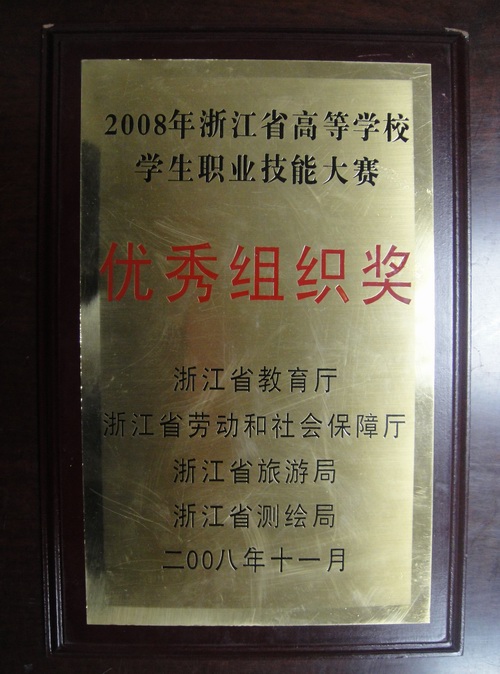 2008年浙江省高等学校
学生职业技能大赛
优秀组织奖
浙江省教育厅
浙江省劳动和社会保障厅
浙江省旅游局
浙江省测绘局
二00八年十一月